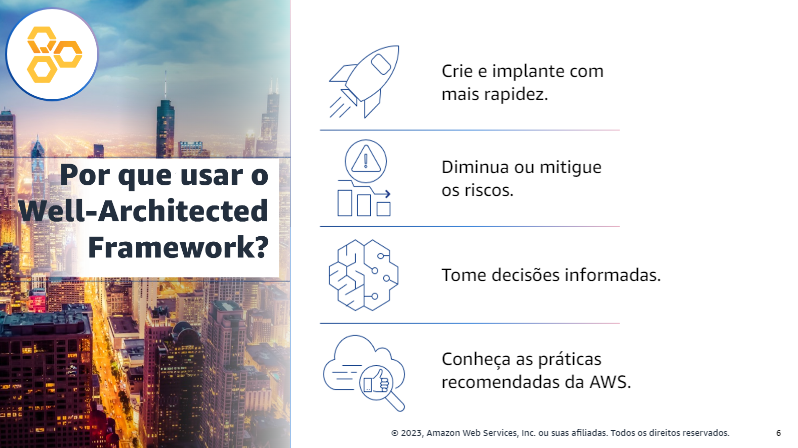 Por que usar o
Well-Architected
Framework?
Crie e implante com
mais rapidez.
Diminua ou mitigue
os riscos.
Tome decisões informadas.
Conheça as práticas
recomendadas da AWS.
© 2023, Amazon Web Services, Inc. ou suas afiliadas. Todos os direitos reservados.
6